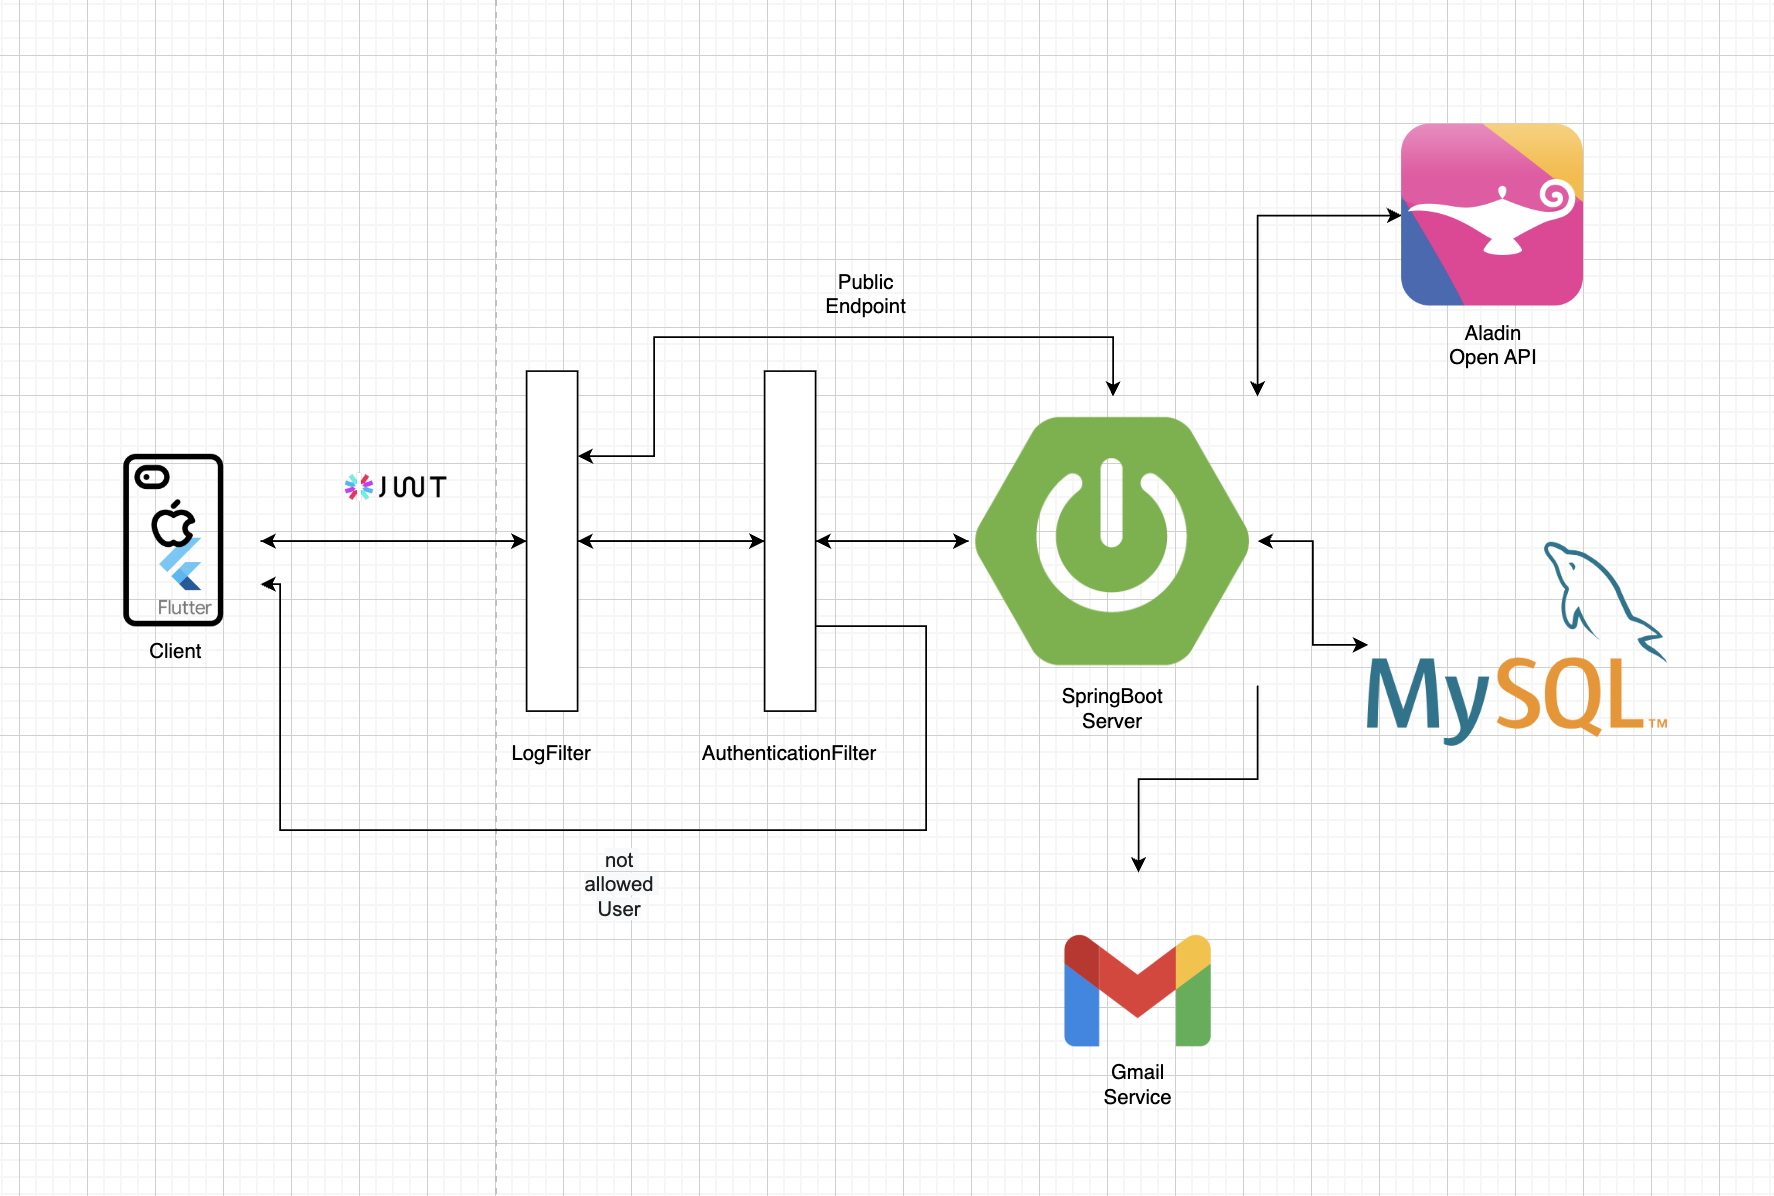 Aladin
Open API
Public
Endpoint
JWT
Flutter
Client
MySQL™
SpringBoot
Server
LogFilter
AuthenticationFilter
not
allowed
User
Gmail
Service